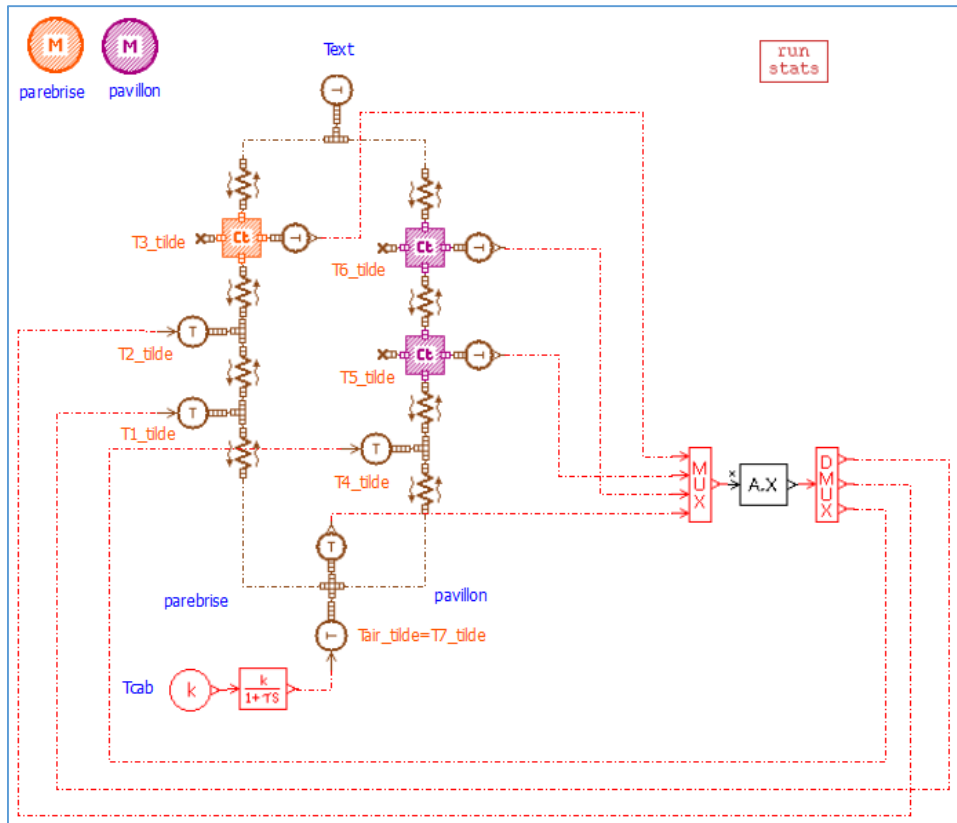 M
M
parebrise
pavillon
Text
run
stats
T
T3_tilde
Ct
T
T6_tilde
Ct
T
T2_tilde
T
T5_tilde
Ct
T
T1_tilde
T
T4_tilde
T
MUX
x
A.X
DMUX
T
parebrise
pavillon
T
Tair_tilde=T7_tilde
Tcab
k
k
1+τs